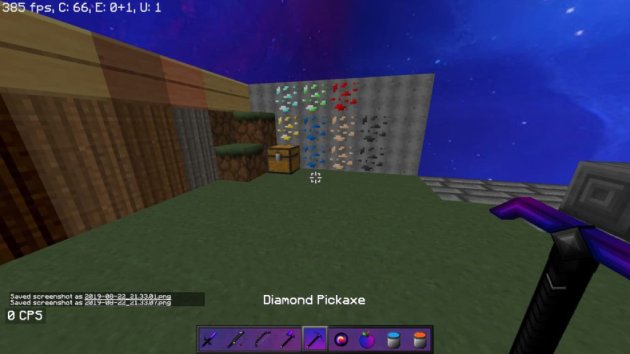 385 fps, C: 66, E: 0+1, U: 1
Saved screenshot as 2019-08-22_21.33.01.png
Saved screenshot as 2019-08-22_21.33.07.png
0 CPS
Diamond Pickaxe